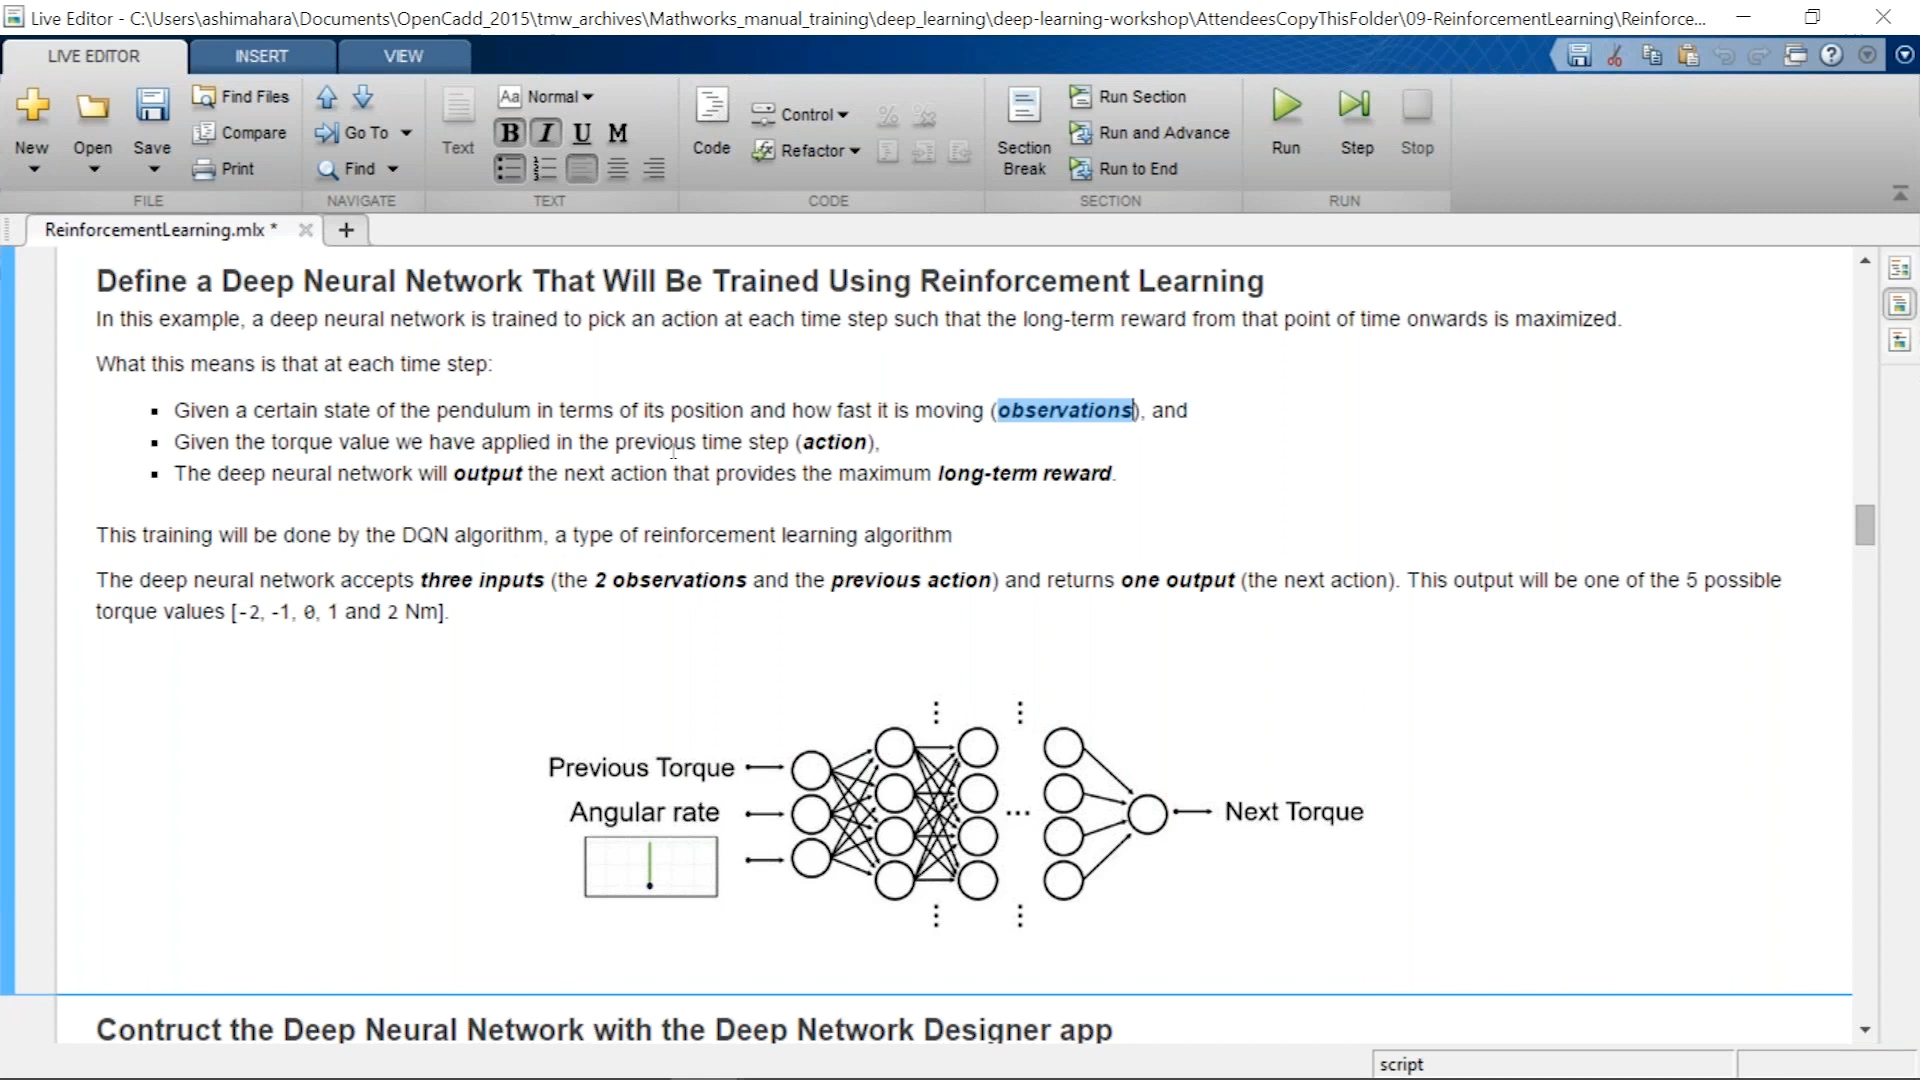 Live Editor - C:\Users\ashimahara\Documents\OpenCadd_2015\tmw_archives\Mathworks_manual_training\deep_learning\deep-learning-workshop\AttendeesCopyThisFolder\09-ReinforcementLearning\Reinforce...
LIVE EDITOR INSERT VIEW
New Open Save Find Files Compare Print
Go To Find
Text Aa Normal B I U M
Code Control Refactor
Section Break Run Section Run and Advance Run to End
Run Step Stop
FILE NAVIGATE TEXT CODE SECTION RUN
ReinforcementLearning.mlx * +
Define a Deep Neural Network That Will Be Trained Using Reinforcement Learning
In this example, a deep neural network is trained to pick an action at each time step such that the long-term reward from that point of time onwards is maximized.
What this means is that at each time step:
▪ Given a certain state of the pendulum in terms of its position and how fast it is moving (observations), and
▪ Given the torque value we have applied in the previous time step (action),
▪ The deep neural network will output the next action that provides the maximum long-term reward.
This training will be done by the DQN algorithm, a type of reinforcement learning algorithm
The deep neural network accepts three inputs (the 2 observations and the previous action) and returns one output (the next action). This output will be one of the 5 possible
torque values [-2, -1, 0, 1 and 2 Nm].
Previous Torque
Angular rate
Next Torque
Contruct the Deep Neural Network with the Deep Network Designer app
script